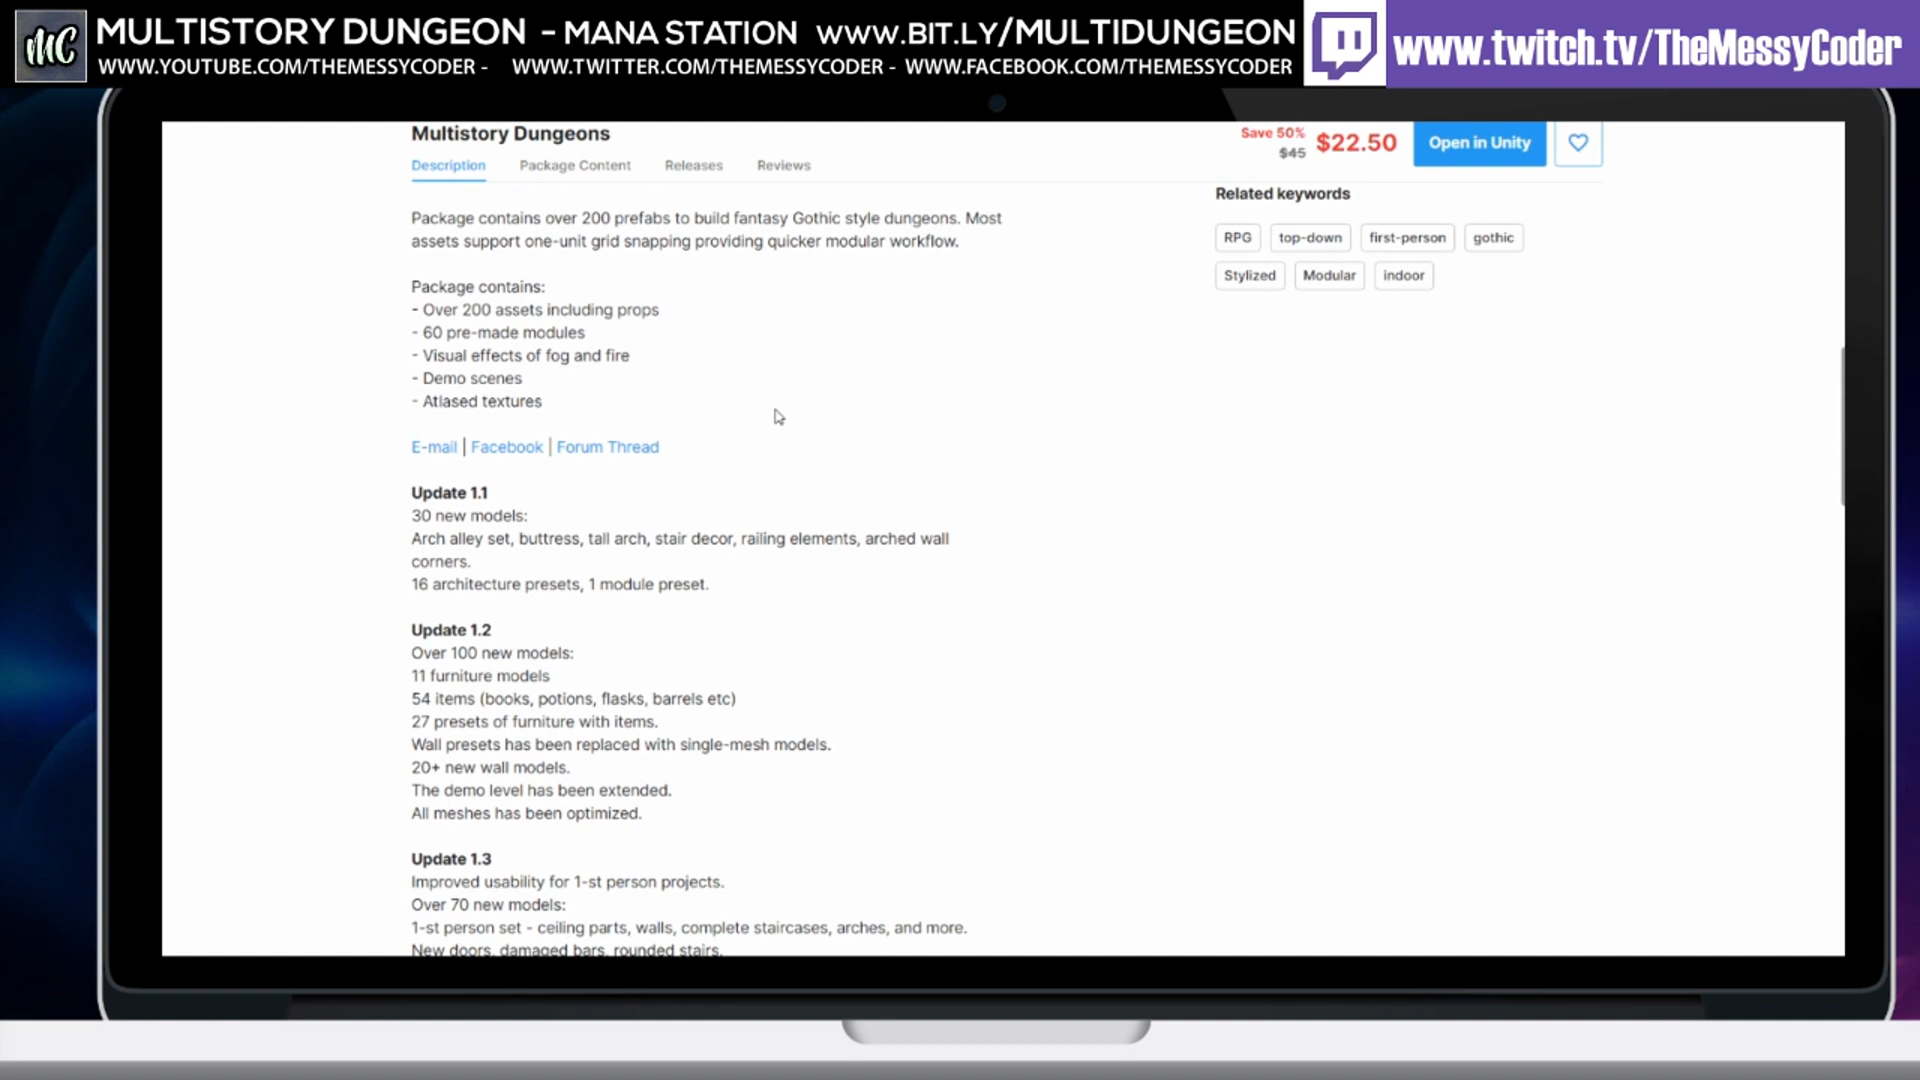 MC
MULTISTORY DUNGEON - MANA STATION WWW.BIT.LY/MULTIDUNGEON
WWW.YOUTUBE.COM/THEMESSYCODER - WWW.TWITTER.COM/THEMESSYCODER - WWW.FACEBOOK.COM/THEMESSYCODER
www.twitch.tv/TheMessyCoder
Multistory Dungeons
Save 50%
$45
$22.50
Open in Unity
Description Package Content Releases Reviews
Package contains over 200 prefabs to build fantasy Gothic style dungeons. Most
assets support one-unit grid snapping providing quicker modular workflow.
Package contains:
- Over 200 assets including props
- 60 pre-made modules
- Visual effects of fog and fire
- Demo scenes
- Atlased textures
E-mail | Facebook | Forum Thread
Update 1.1
30 new models:
Arch alley set, buttress, tall arch, stair decor, railing elements, arched wall
corners.
16 architecture presets, 1 module preset.
Update 1.2
Over 100 new models:
11 furniture models
54 items (books, potions, flasks, barrels etc)
27 presets of furniture with items.
Wall presets has been replaced with single-mesh models.
20+ new wall models.
The demo level has been extended.
All meshes has been optimized.
Update 1.3
Improved usability for 1-st person projects.
Over 70 new models:
1-st person set - ceiling parts, walls, complete staircases, arches, and more.
New doors, damaged bars, rounded stairs.
Related keywords
RPG top-down first-person gothic
Stylized Modular indoor